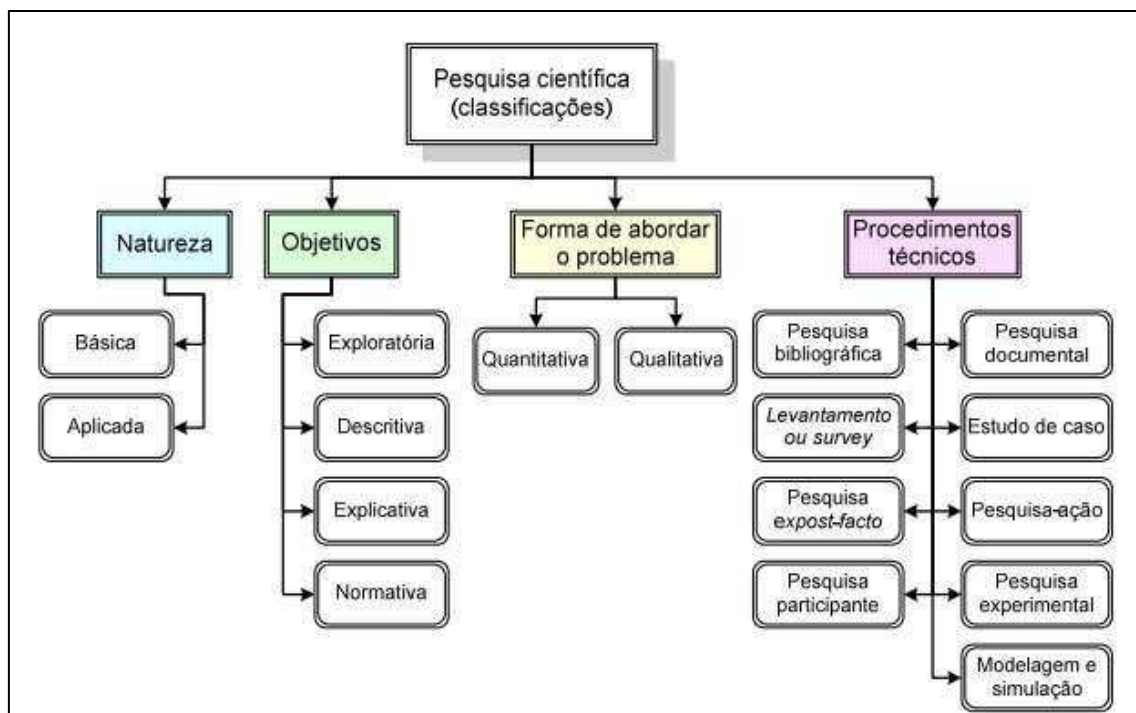 Pesquisa científica
(classificações)
Natureza
Objetivos
Forma de abordar
o problema
Procedimentos
técnicos
Básica
Aplicada
Exploratória
Descritiva
Explicativa
Normativa
Quantitativa
Qualitativa
Pesquisa
bibliográfica
Pesquisa
documental
Levantamento
ou survey
Estudo de caso
Pesquisa
expost-facto
Pesquisa-ação
Pesquisa
participante
Pesquisa
experimental
Modelagem e
simulação